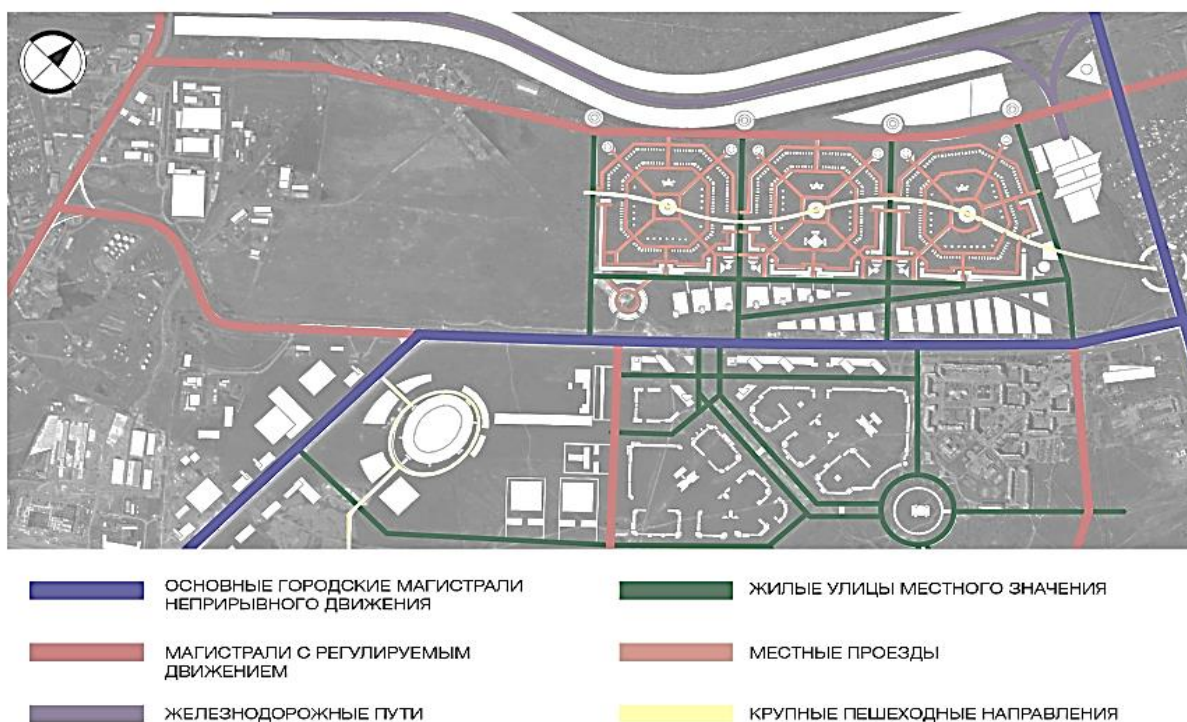 ОСНОВНЫЕ ГОРОДСКИЕ МАГИСТРАЛИ
НЕПРИРЫВНОГО ДВИЖЕНИЯ
МАГИСТРАЛИ С РЕГУЛИРУЕМЫМ
ДВИЖЕНИЕМ
ЖЕЛЕЗНОДОРОЖНЫЕ ПУТИ
ЖИЛЫЕ УЛИЦЫ МЕСТНОГО ЗНАЧЕНИЯ
МЕСТНЫЕ ПРОЕЗДЫ
КРУПНЫЕ ПЕШЕХОДНЫЕ НАПРАВЛЕНИЯ